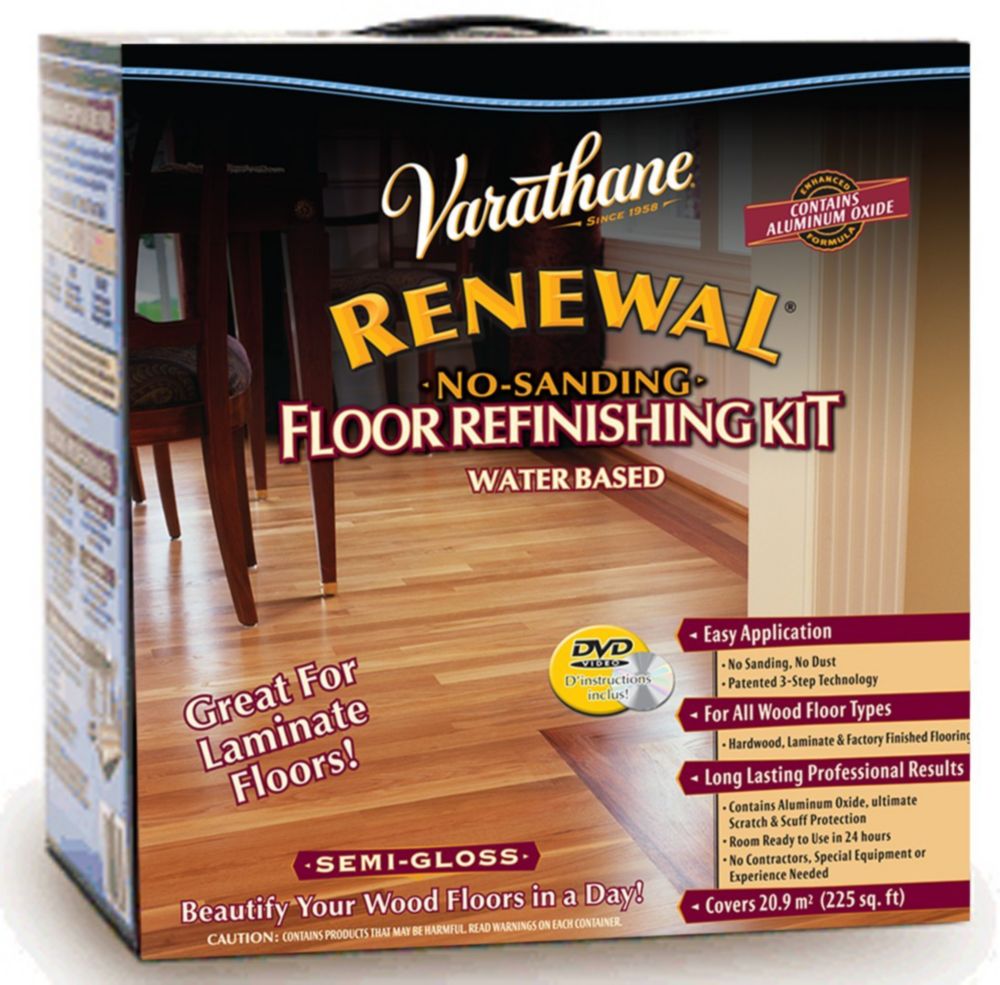 Varathane
SINCE 1958
ENHANCED
CONTAINS
ALUMINUM OXIDE
FORMULA
RENEWAL®
NO-SANDING
FLOOR REFINISHING KIT
WATER BASED
DVD
VIDEO
D'instructions
inclus!
Easy Application
• No Sanding, No Dust
• Patented 3-Step Technology
For All Wood Floor Types
• Hardwood, Laminate & Factory Finished Flooring
Long Lasting Professional Results
• Contains Aluminum Oxide, ultimate
Scratch & Scuff Protection
• Room Ready to Use in 24 hours
• No Contractors, Special Equipment or
Experience Needed
Covers 20.9 m² (225 sq. ft)
Great For
Laminate
Floors!
• SEMI-GLOSS •
Beautify Your Wood Floors in a Day!
CAUTION: CONTAINS PRODUCTS THAT MAY BE HARMFUL. READ WARNINGS ON EACH CONTAINER.